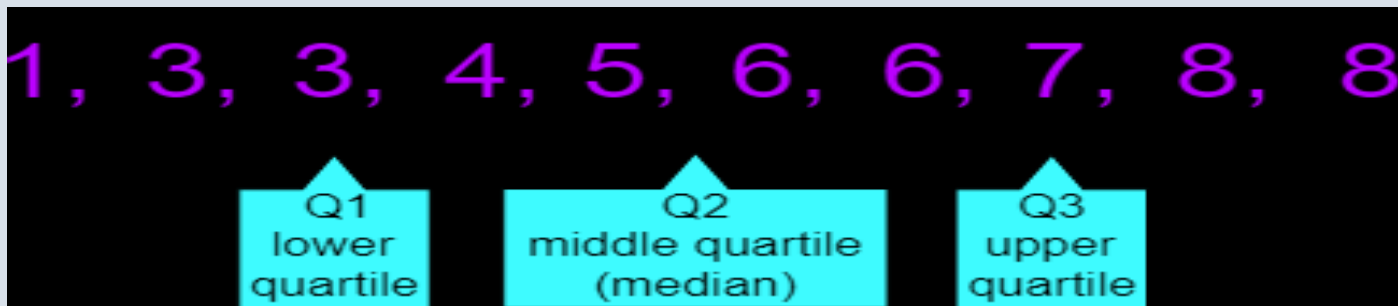 1, 3, 3, 4, 5, 6, 6, 7, 8, 8
Q1
lower
quartile
Q2
middle quartile
(median)
Q3
upper
quartile